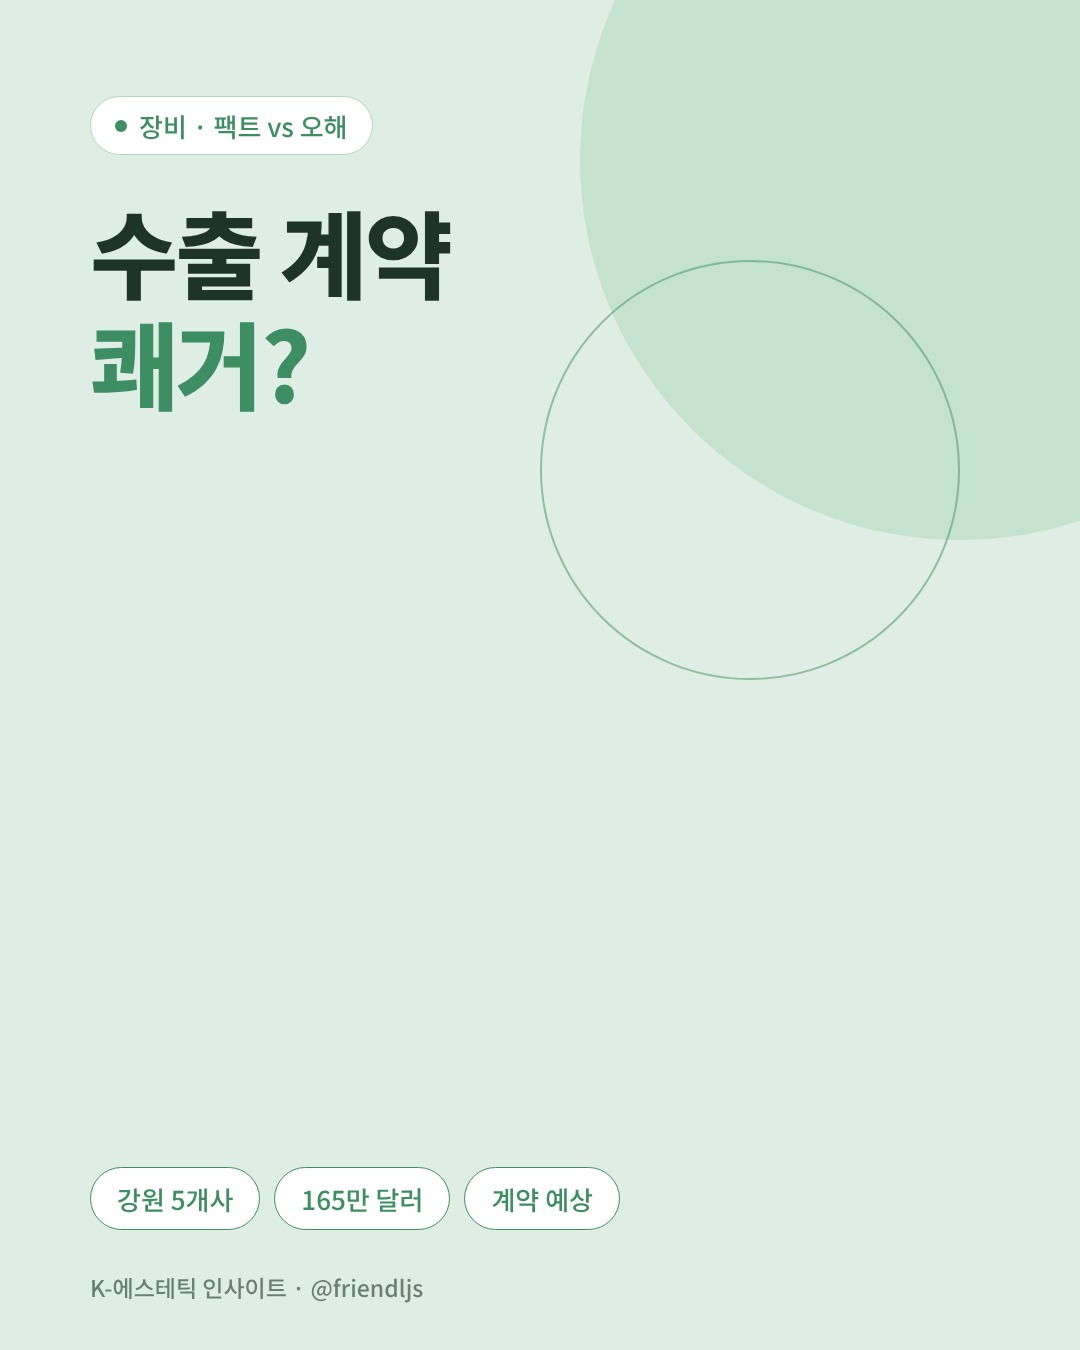 장비 · 팩트 vs 오해
수출 계약
쾌거?
강원 5개사
165만 달러
계약 예상
K-에스테틱 인사이트 · @friendljs